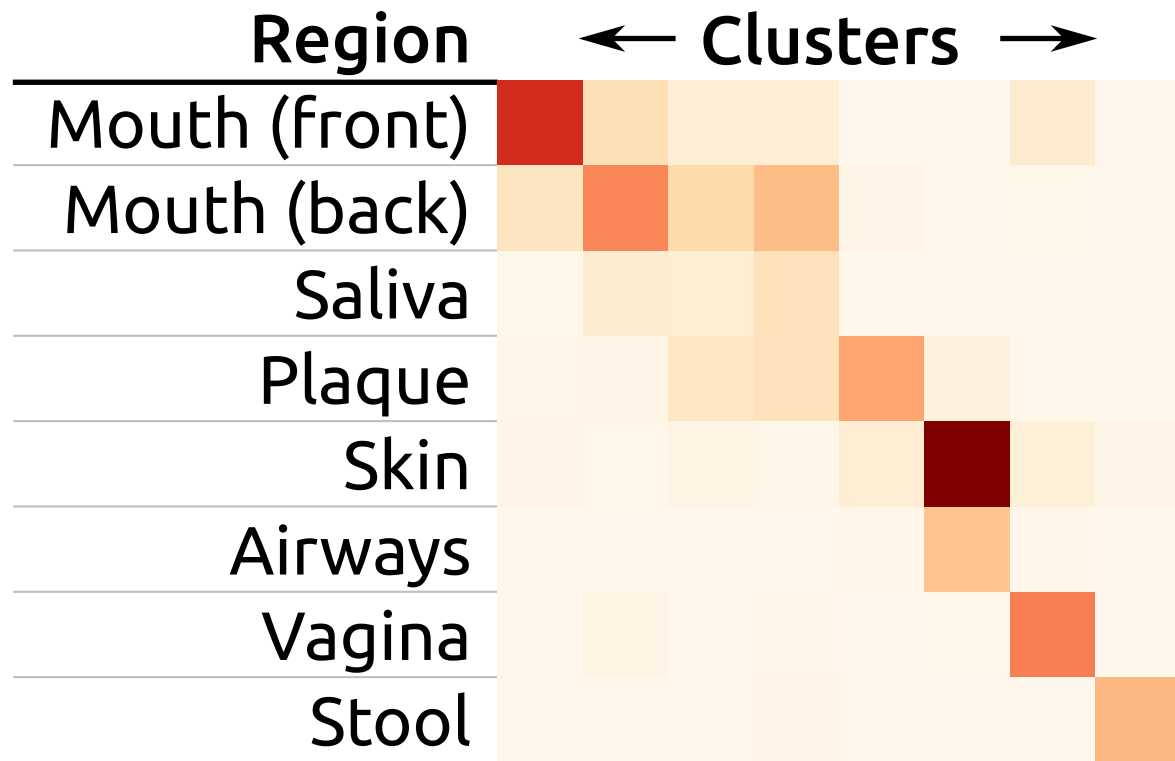 Region Clusters
Mouth (front)
Mouth (back)
Saliva
Plaque
Skin
Airways
Vagina
Stool